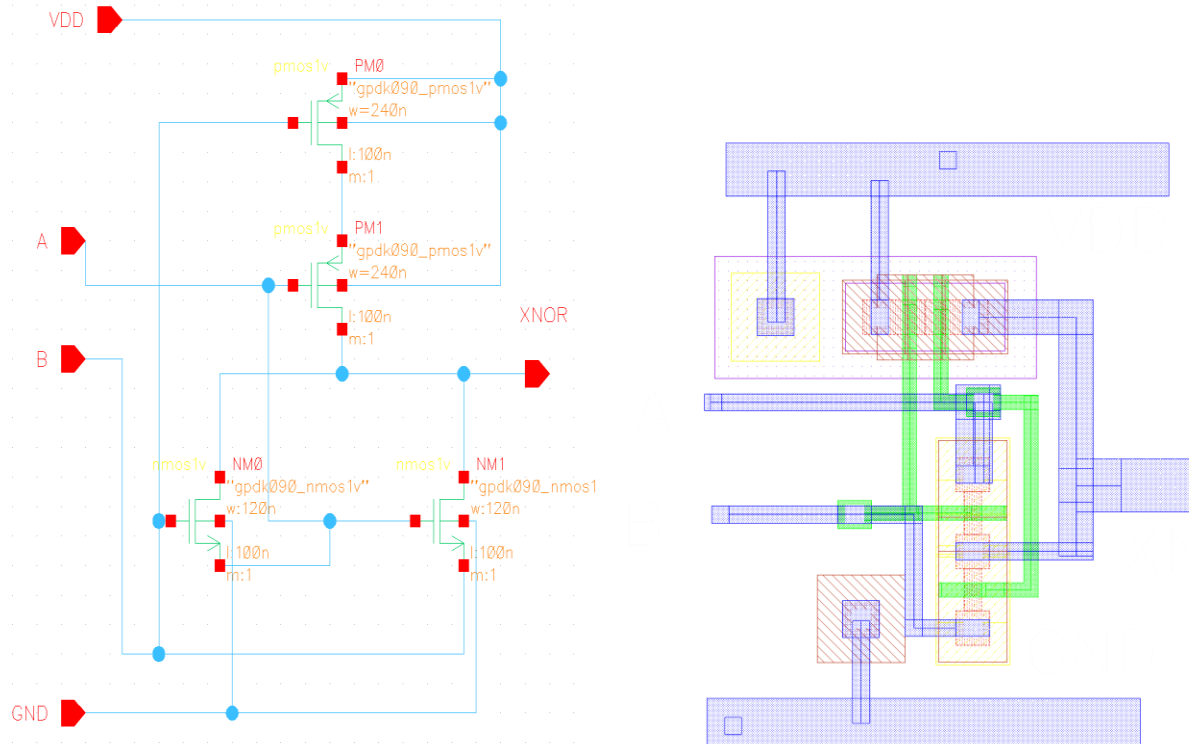 VDD
pmos1v PM0
"gpdk090_pmos1v"
w=240n
l:100n
m:1
A
pmos1v PM1
"gpdk090_pmos1v"
w=240n
l:100n
m:1
XNOR
B
nmos1v NM0
"gpdk090_nmos1v"
w:120n
l:100n
m:1
nmos1v NM1
"gpdk090_nmos1
w:120n
l:100n
m:1
GND